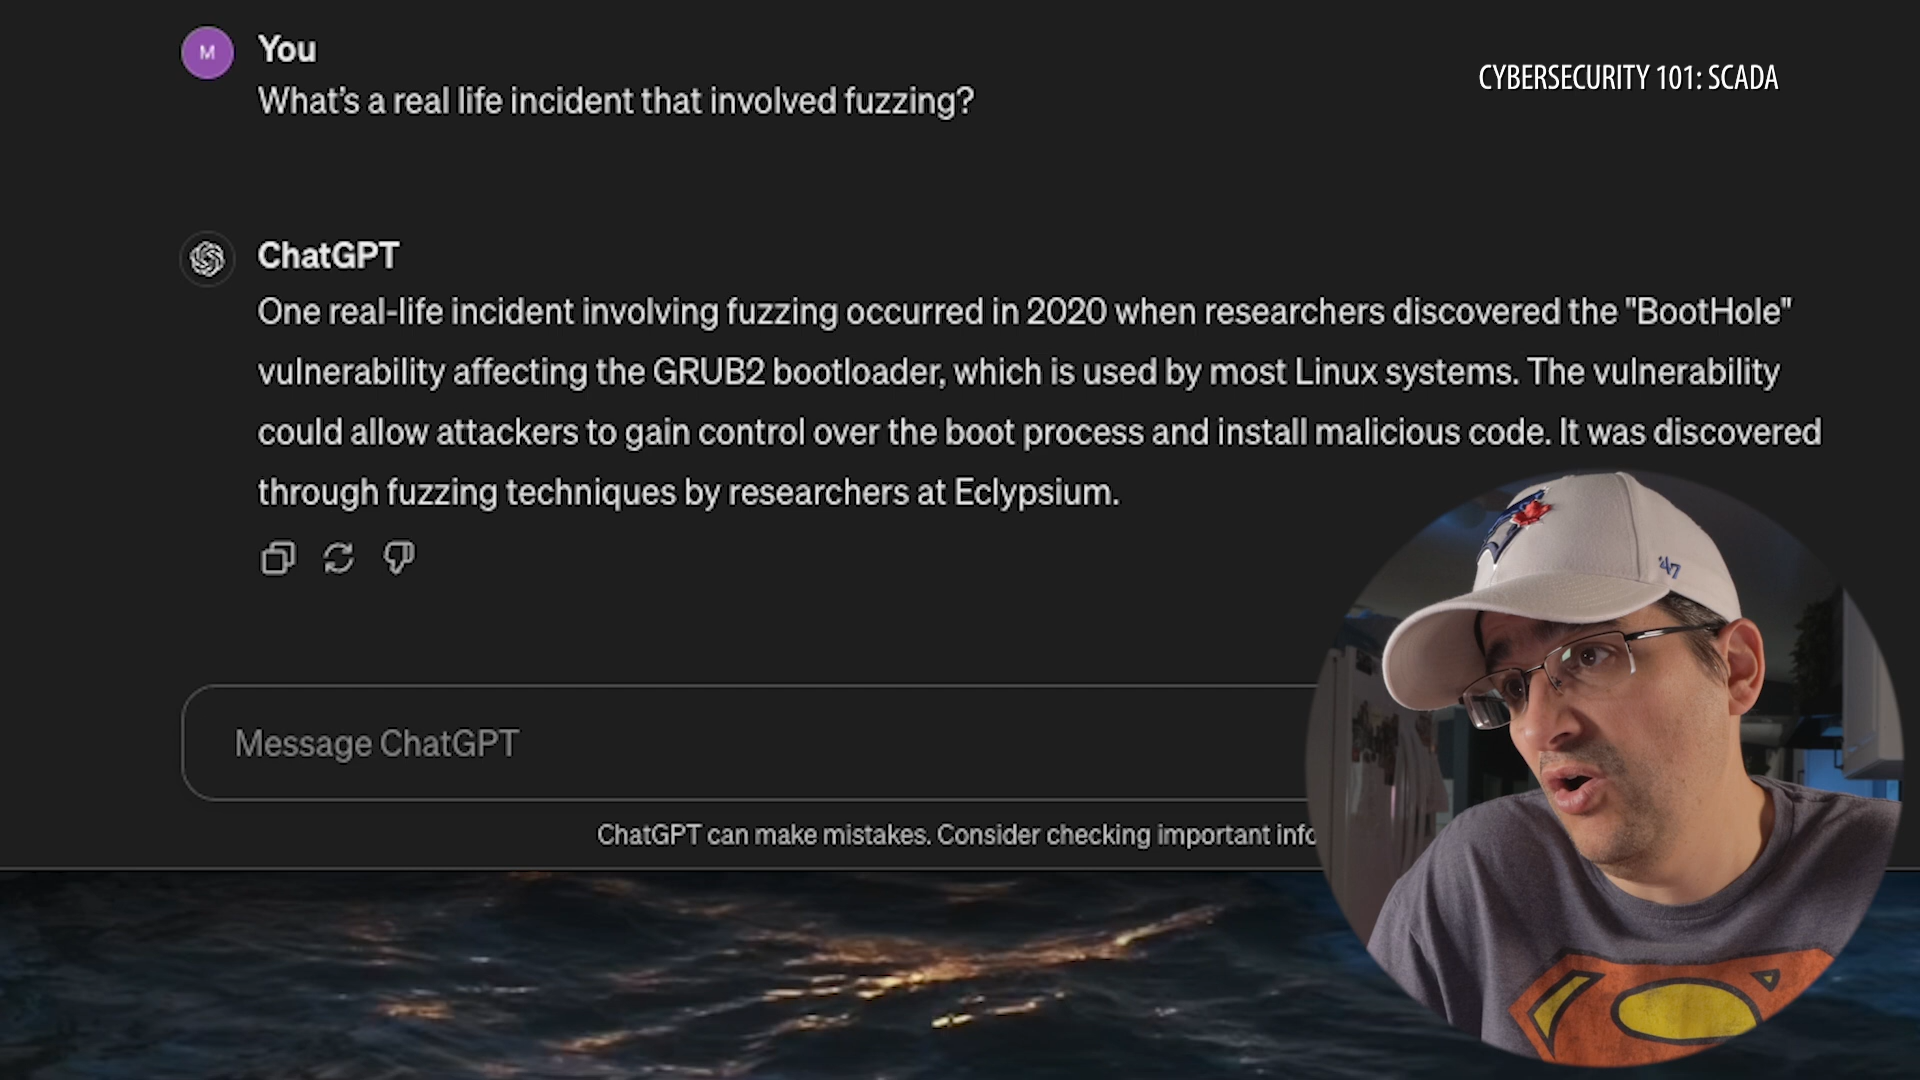 M
You
What's a real life incident that involved fuzzing?
CYBERSECURITY 101: SCADA
ChatGPT
One real-life incident involving fuzzing occurred in 2020 when researchers discovered the "BootHole"
vulnerability affecting the GRUB2 bootloader, which is used by most Linux systems. The vulnerability
could allow attackers to gain control over the boot process and install malicious code. It was discovered
through fuzzing techniques by researchers at Eclypsium.
Message ChatGPT
ChatGPT can make mistakes. Consider checking important info
'47